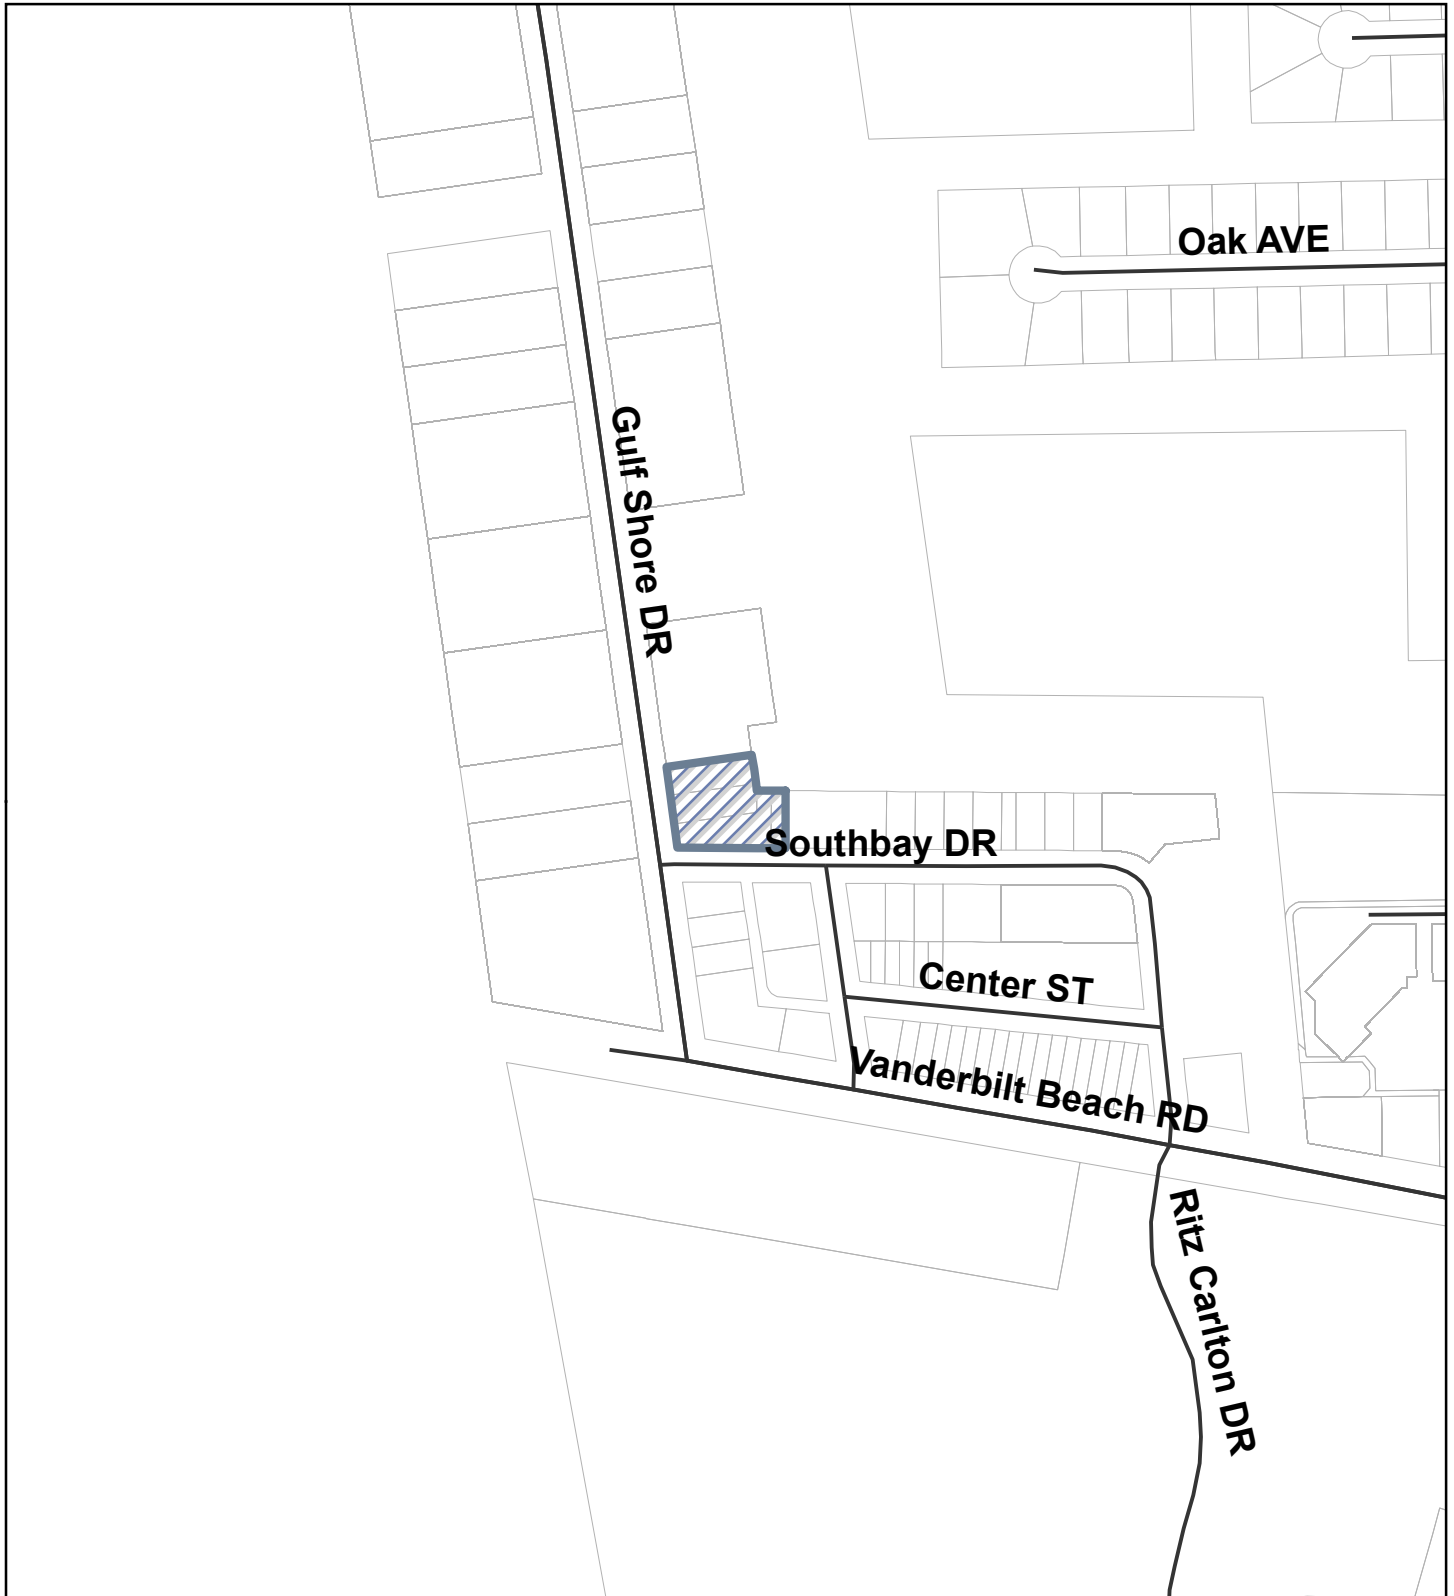 Oak AVE
Gulf Shore DR
Southbay DR
Center ST
Vanderbilt Beach RD
Ritz Carlton DR